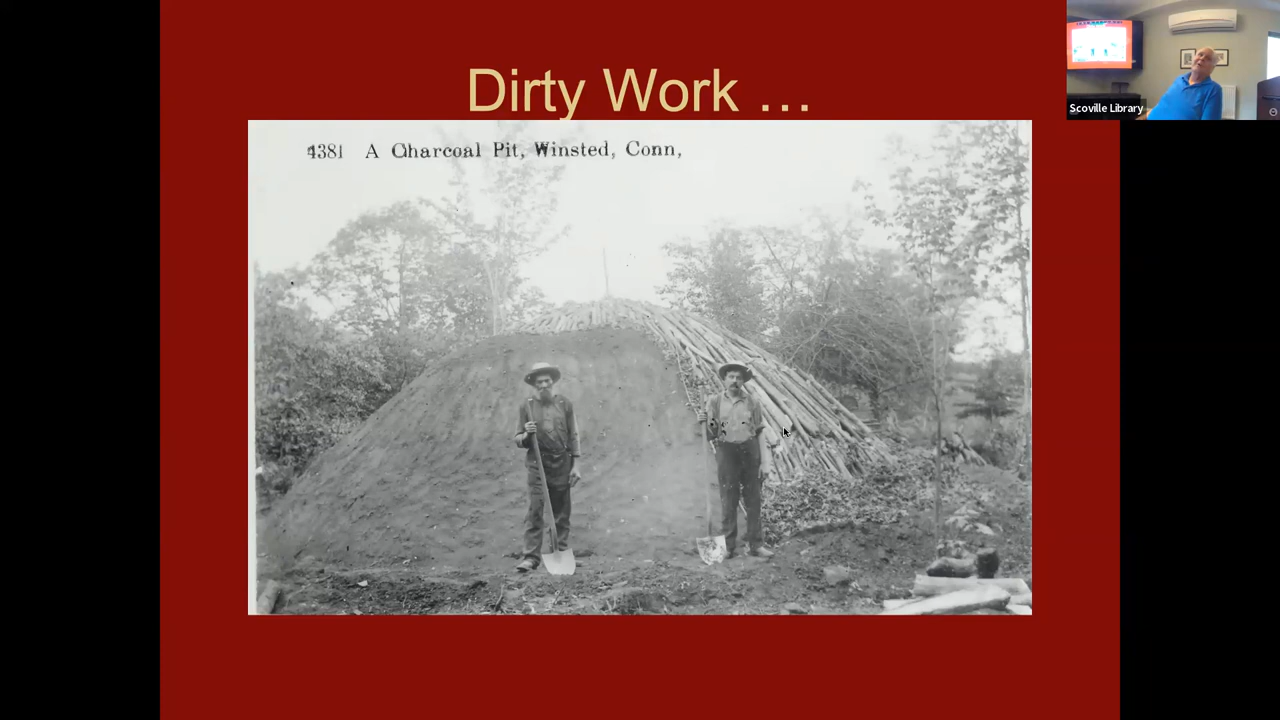 Dirty Work …
4381 A Charcoal Pit, Winsted, Conn,
Scoville Library